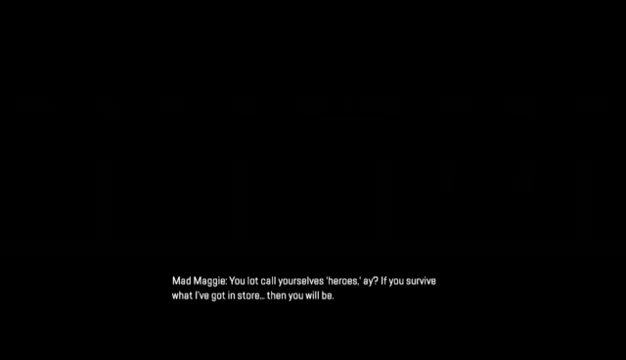 Mad Maggie: You lot call yourselves 'heroes,' ay? If you survive
what I've got in store... then you will be.